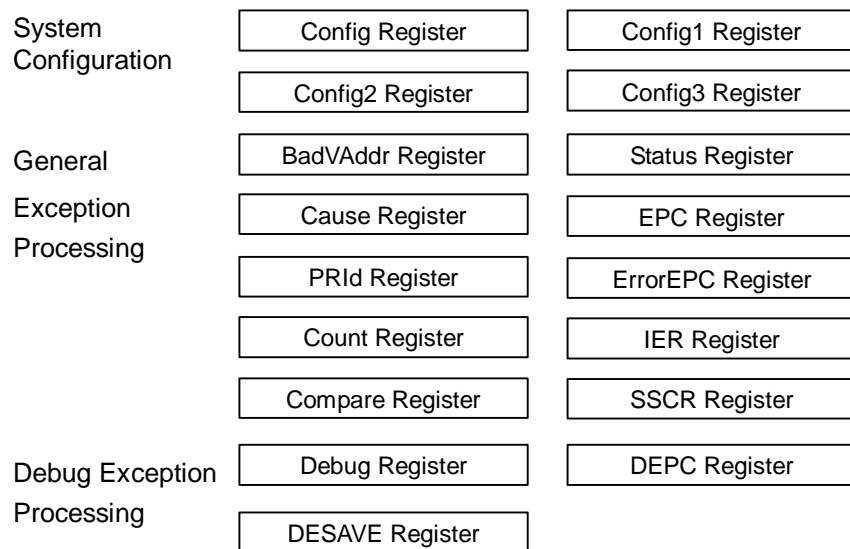 System
Configuration
Config Register
Config1 Register
Config2 Register
Config3 Register
General
Exception
Processing
BadVAddr Register
Status Register
Cause Register
EPC Register
PRId Register
ErrorEPC Register
Count Register
IER Register
Compare Register
SSCR Register
Debug Exception
Processing
Debug Register
DEPC Register
DESAVE Register